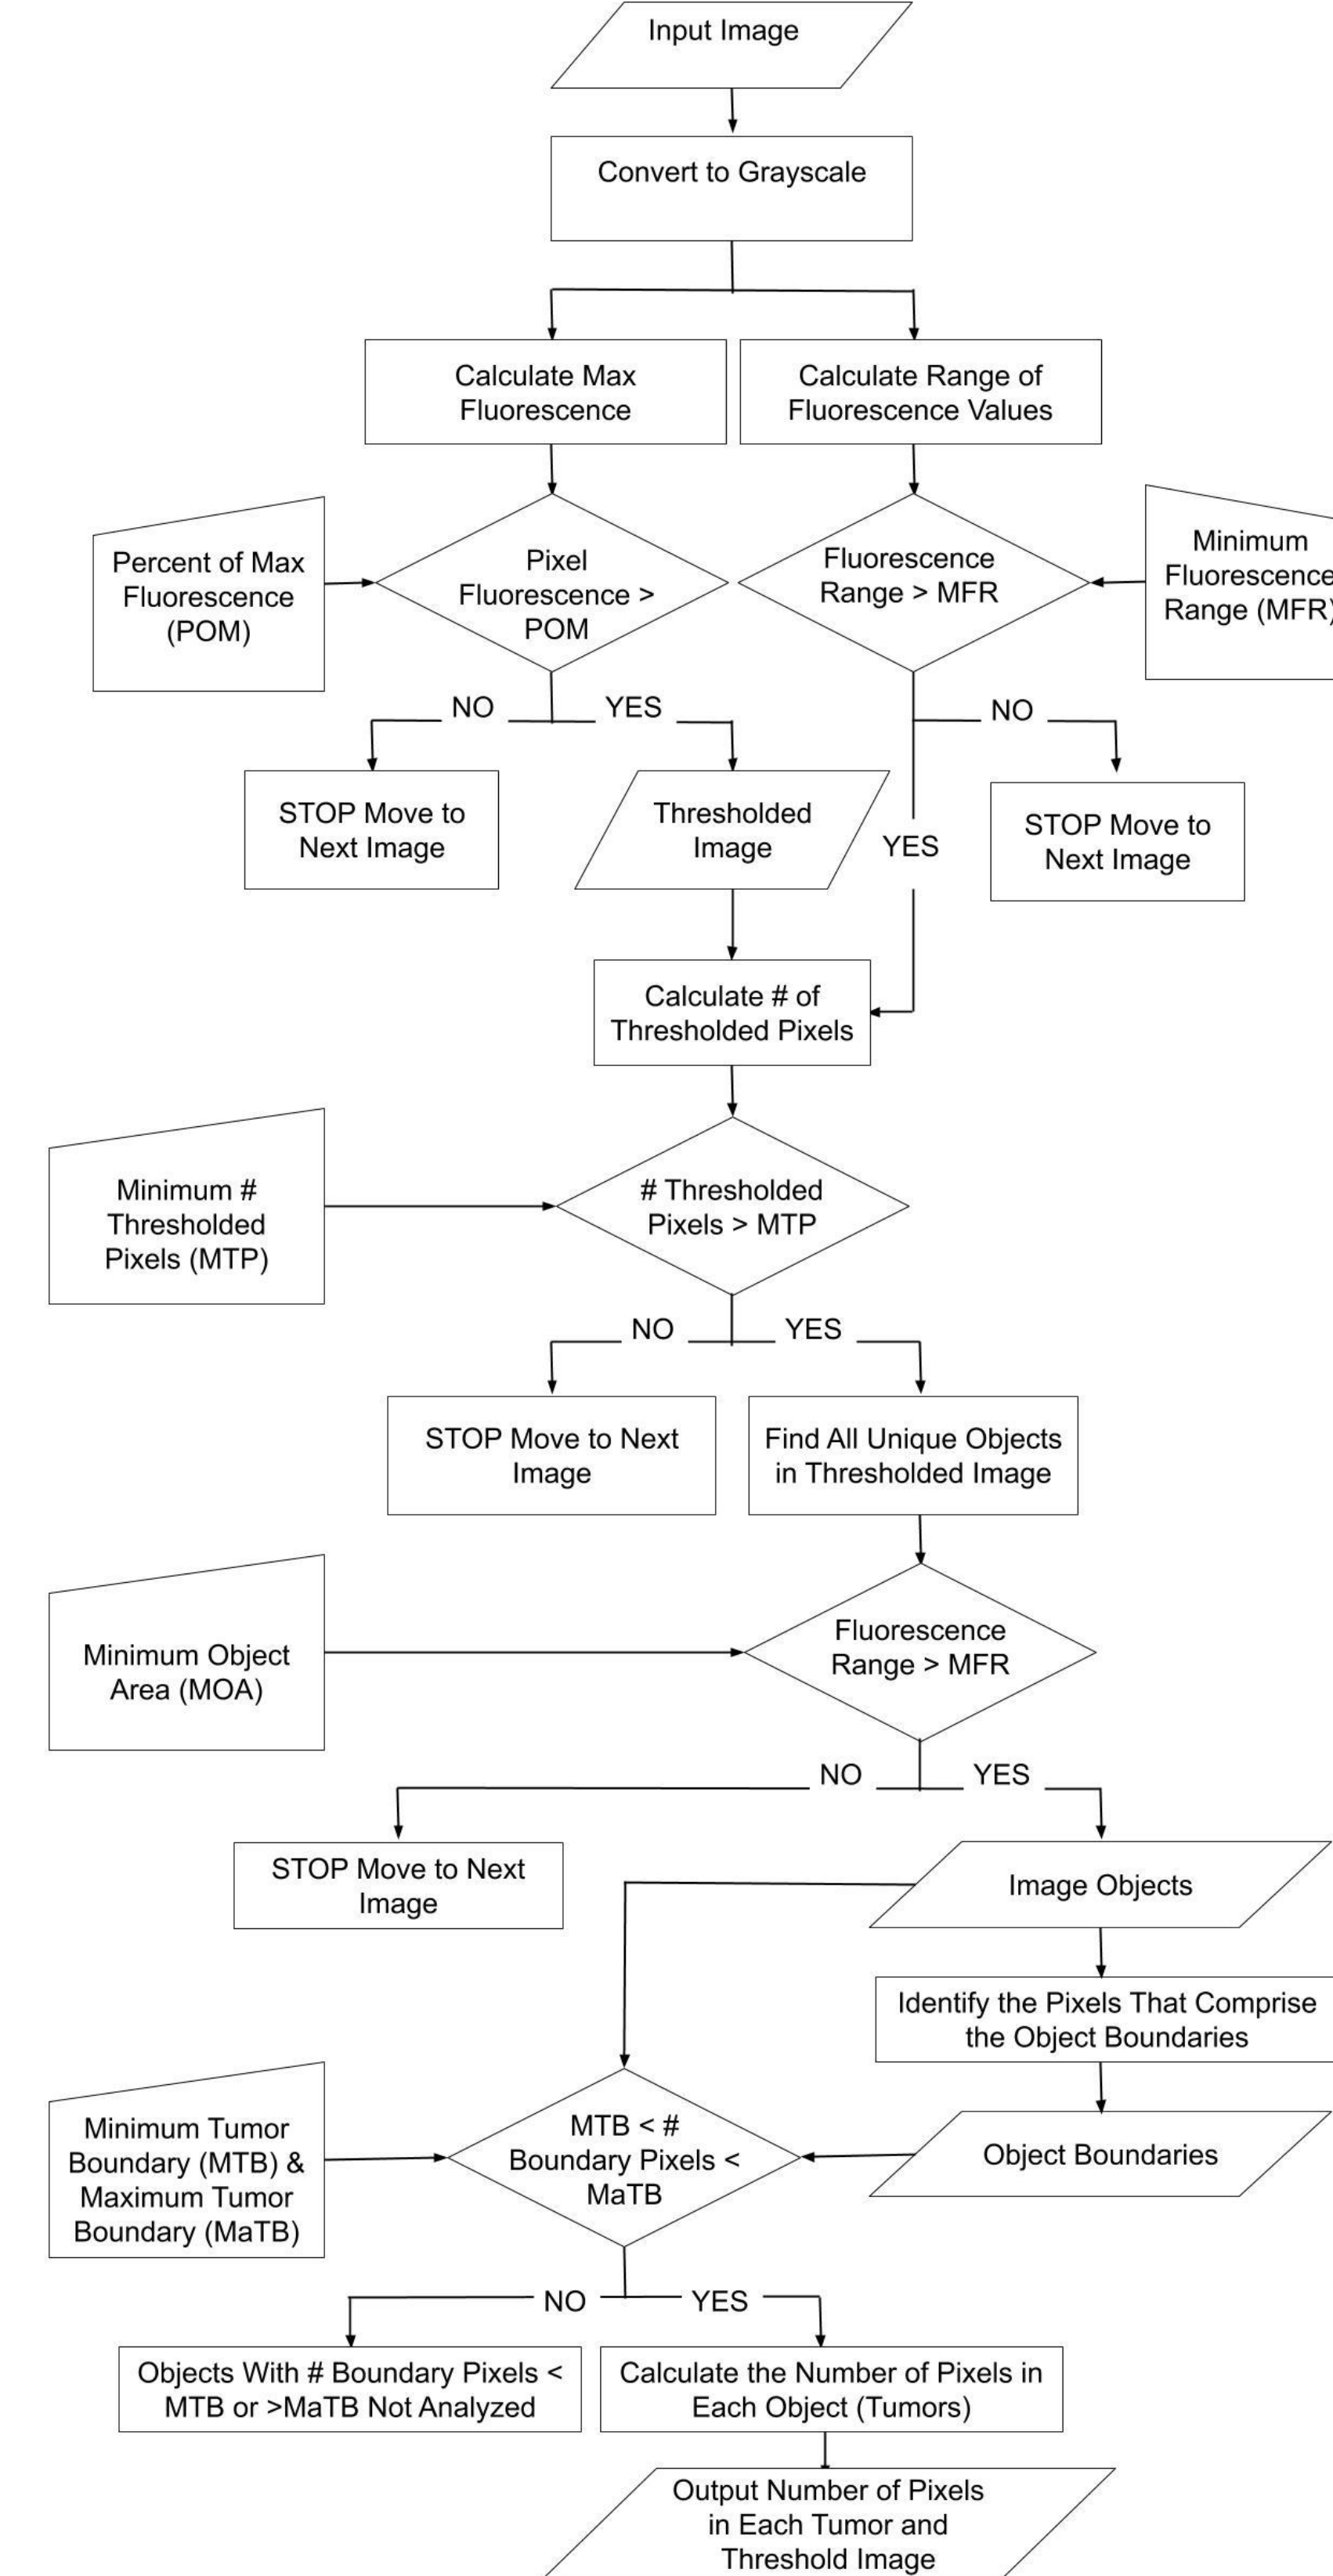 Input Image
Convert to Grayscale
Calculate Max
Fluorescence
Calculate Range of
Fluorescence Values
Percent of Max
Fluorescence
(POM)
Pixel
Fluorescence >
POM
Fluorescence
Range > MFR
Minimum
Fluorescence
Range (MFR)
NO
YES
NO
STOP Move to
Next Image
Thresholded
Image
YES
STOP Move to
Next Image
Calculate # of
Thresholded Pixels
Minimum #
Thresholded
Pixels (MTP)
# Thresholded
Pixels > MTP
NO
YES
STOP Move to Next
Image
Find All Unique Objects
in Thresholded Image
Minimum Object
Area (MOA)
Fluorescence
Range > MFR
NO
YES
STOP Move to Next
Image
Image Objects
Identify the Pixels That Comprise
the Object Boundaries
Minimum Tumor
Boundary (MTB) &
Maximum Tumor
Boundary (MaTB)
MTB < #
Boundary Pixels <
MaTB
Object Boundaries
NO
YES
Objects With # Boundary Pixels <
MTB or >MaTB Not Analyzed
Calculate the Number of Pixels in
Each Object (Tumors)
Output Number of Pixels
in Each Tumor and
Threshold Image